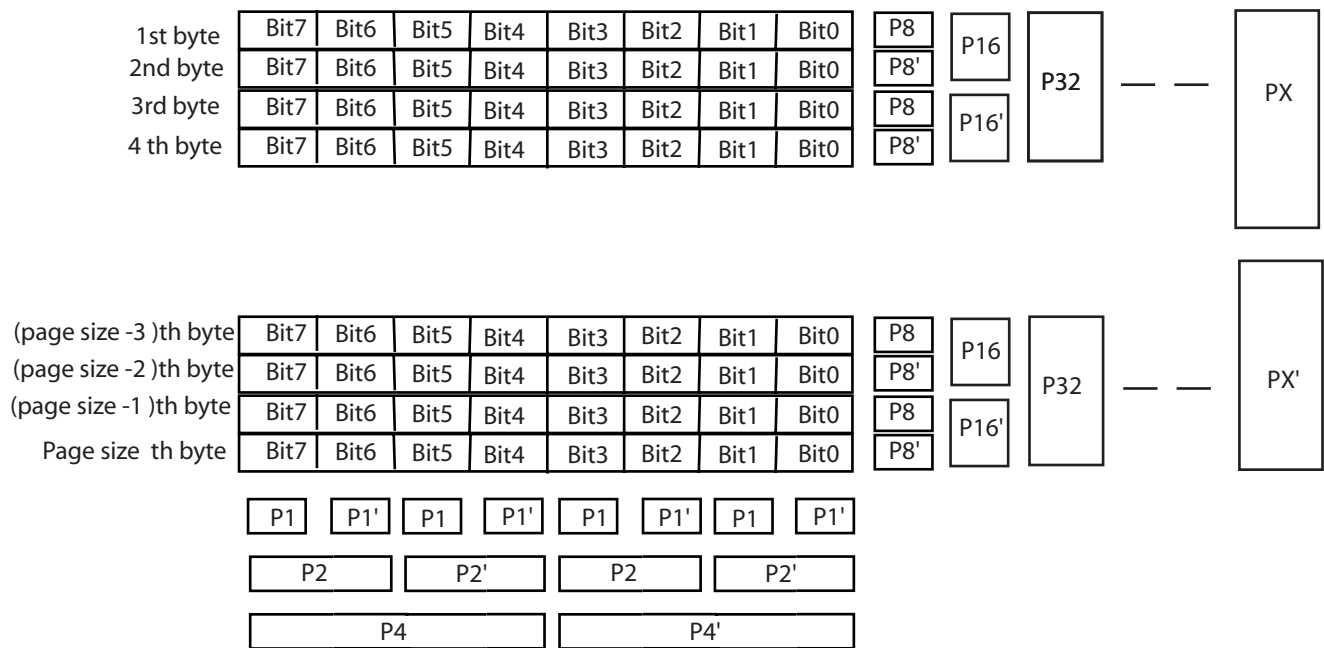 1st byte Bit7 Bit6 Bit5 Bit4 Bit3 Bit2 Bit1 Bit0 P8 P16 P32 PX
2nd byte Bit7 Bit6 Bit5 Bit4 Bit3 Bit2 Bit1 Bit0 P8'
3rd byte Bit7 Bit6 Bit5 Bit4 Bit3 Bit2 Bit1 Bit0 P8 P16'
4 th byte Bit7 Bit6 Bit5 Bit4 Bit3 Bit2 Bit1 Bit0 P8'
(page size -3 )th byte Bit7 Bit6 Bit5 Bit4 Bit3 Bit2 Bit1 Bit0 P8 P16 P32 PX'
(page size -2 )th byte Bit7 Bit6 Bit5 Bit4 Bit3 Bit2 Bit1 Bit0 P8'
(page size -1 )th byte Bit7 Bit6 Bit5 Bit4 Bit3 Bit2 Bit1 Bit0 P8 P16'
Page size th byte Bit7 Bit6 Bit5 Bit4 Bit3 Bit2 Bit1 Bit0 P8'
P1 P1' P1 P1' P1 P1' P1 P1'
P2 P2' P2 P2'
P4 P4'